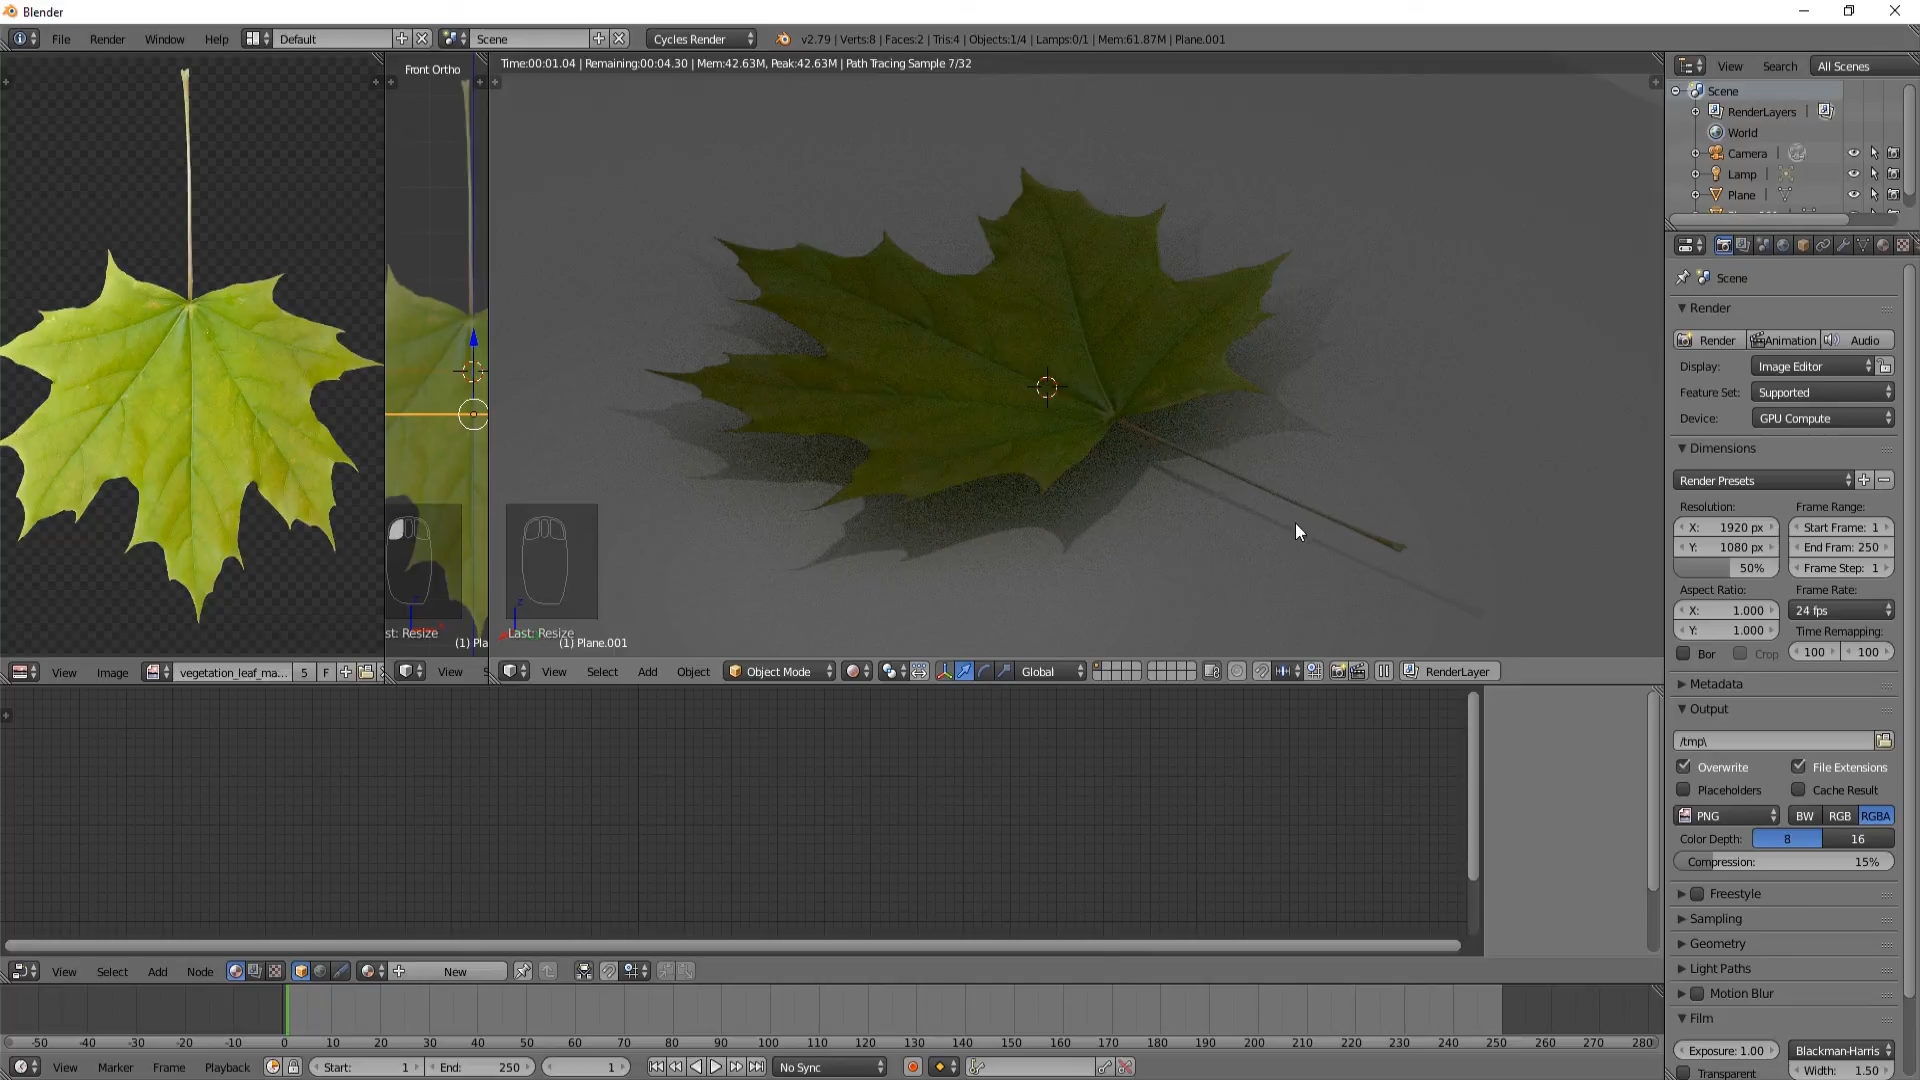 Blender
File Render Window Help Default Scene Cycles Render v2.79 | Verts:8 | Faces:2 | Tris:4 | Objects:1/4 | Lamps:0/1 | Mem:61.87M | Plane.001
Front Ortho
Time:00:01.04 | Remaining:00:04.30 | Mem:42.63M, Peak:42.63M | Path Tracing Sample 7/32
View Search All Scenes
Scene
RenderLayers
World
Camera
Lamp
Plane
Scene
Render
Render Animation Audio
Display: Image Editor
Feature Set: Supported
Device: GPU Compute
Dimensions
Render Presets
Resolution: Frame Range:
X: 1920 px Start Frame: 1
Y: 1080 px End Fram: 250
50% Frame Step: 1
Aspect Ratio: Frame Rate:
X: 1.000 24 fps
Y: 1.000 Time Remapping:
Bor Crop 100 100
Metadata
Output
/tmp\
Overwrite File Extensions
Placeholders Cache Result
PNG BW RGB RGBA
Color Depth: 8 16
Compression: 15%
Freestyle
Sampling
Geometry
Light Paths
Motion Blur
Film
Exposure: 1.00 Blackman-Harris
Transparent Width: 1.50
st: Resize
(1) Pla
Last: Resize
(1) Plane.001
View Image vegetation_leaf_ma... 5 F
View S
View Select Add Object Object Mode Global RenderLayer
View Select Add Node New
-50 -40 -30 -20 -10 0 10 20 30 40 50 60 70 80 90 100 110 120 130 140 150 160 170 180 190 200 210 220 230 240 250 260 270 280
View Marker Frame Playback Start: 1 End: 250 1 No Sync